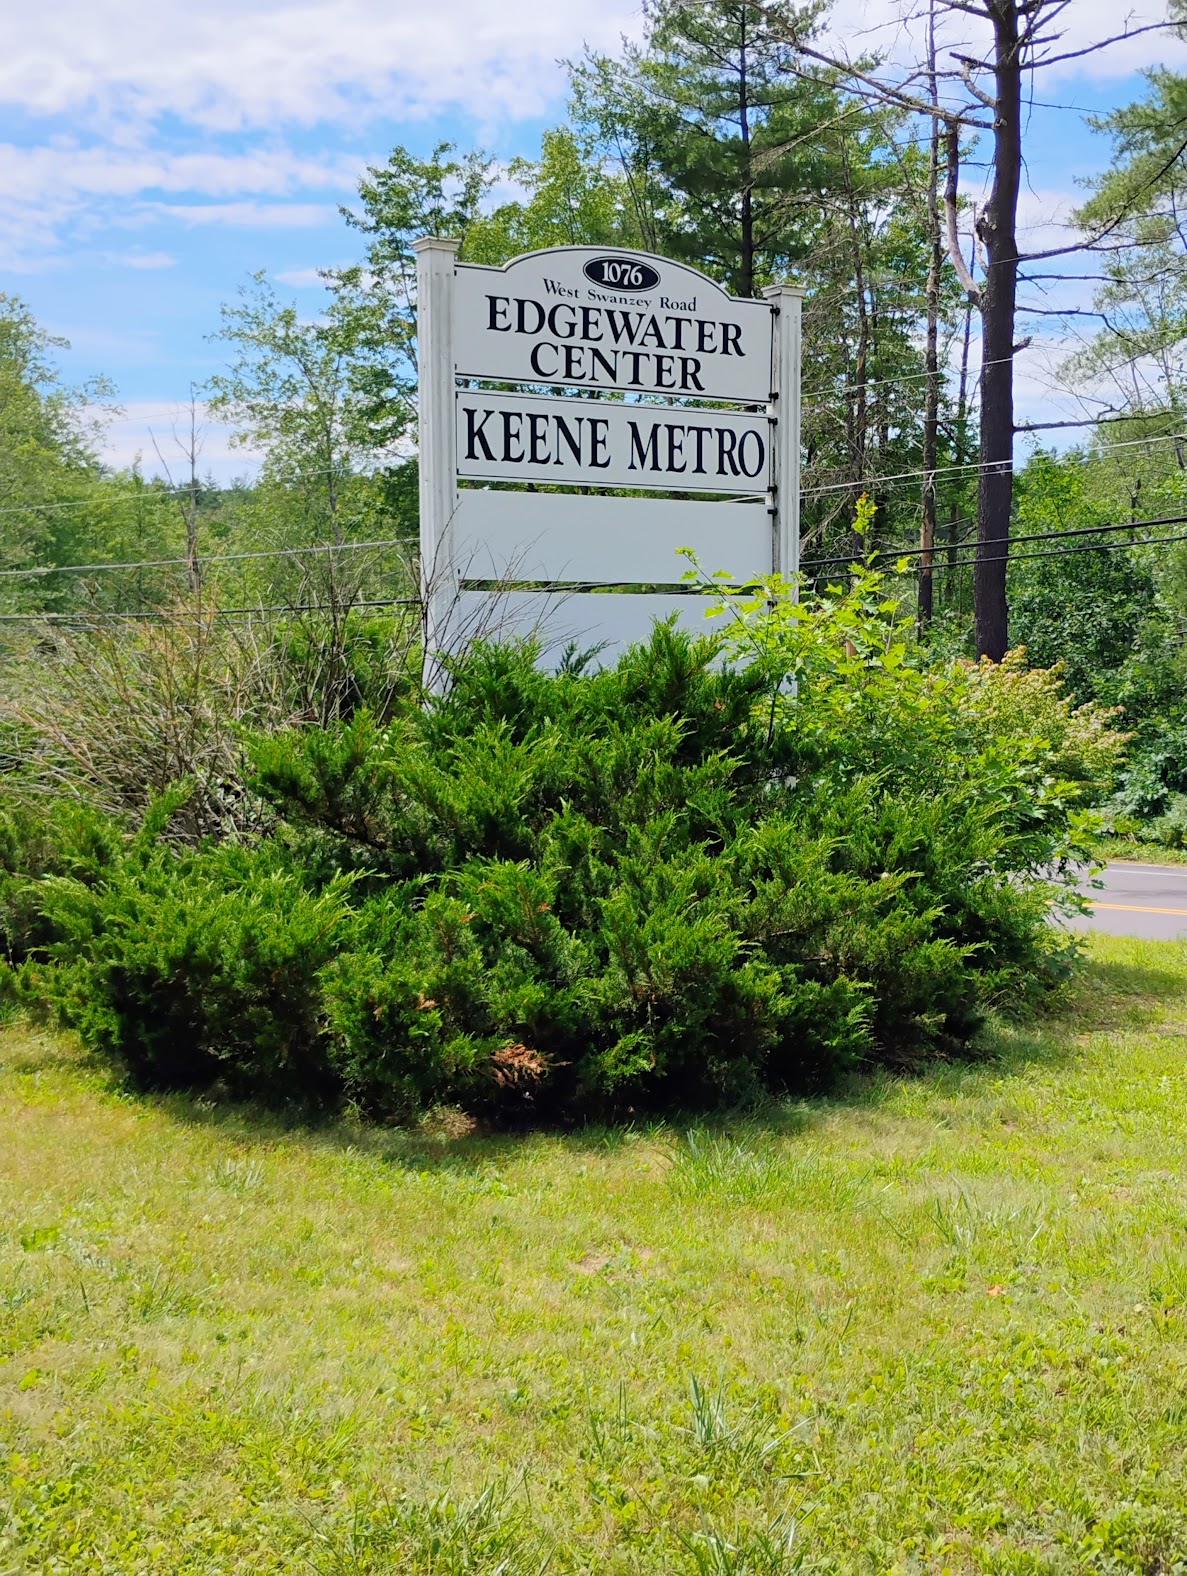 1076
West Swanzey Road
EDGEWATER
CENTER
KEENE METRO